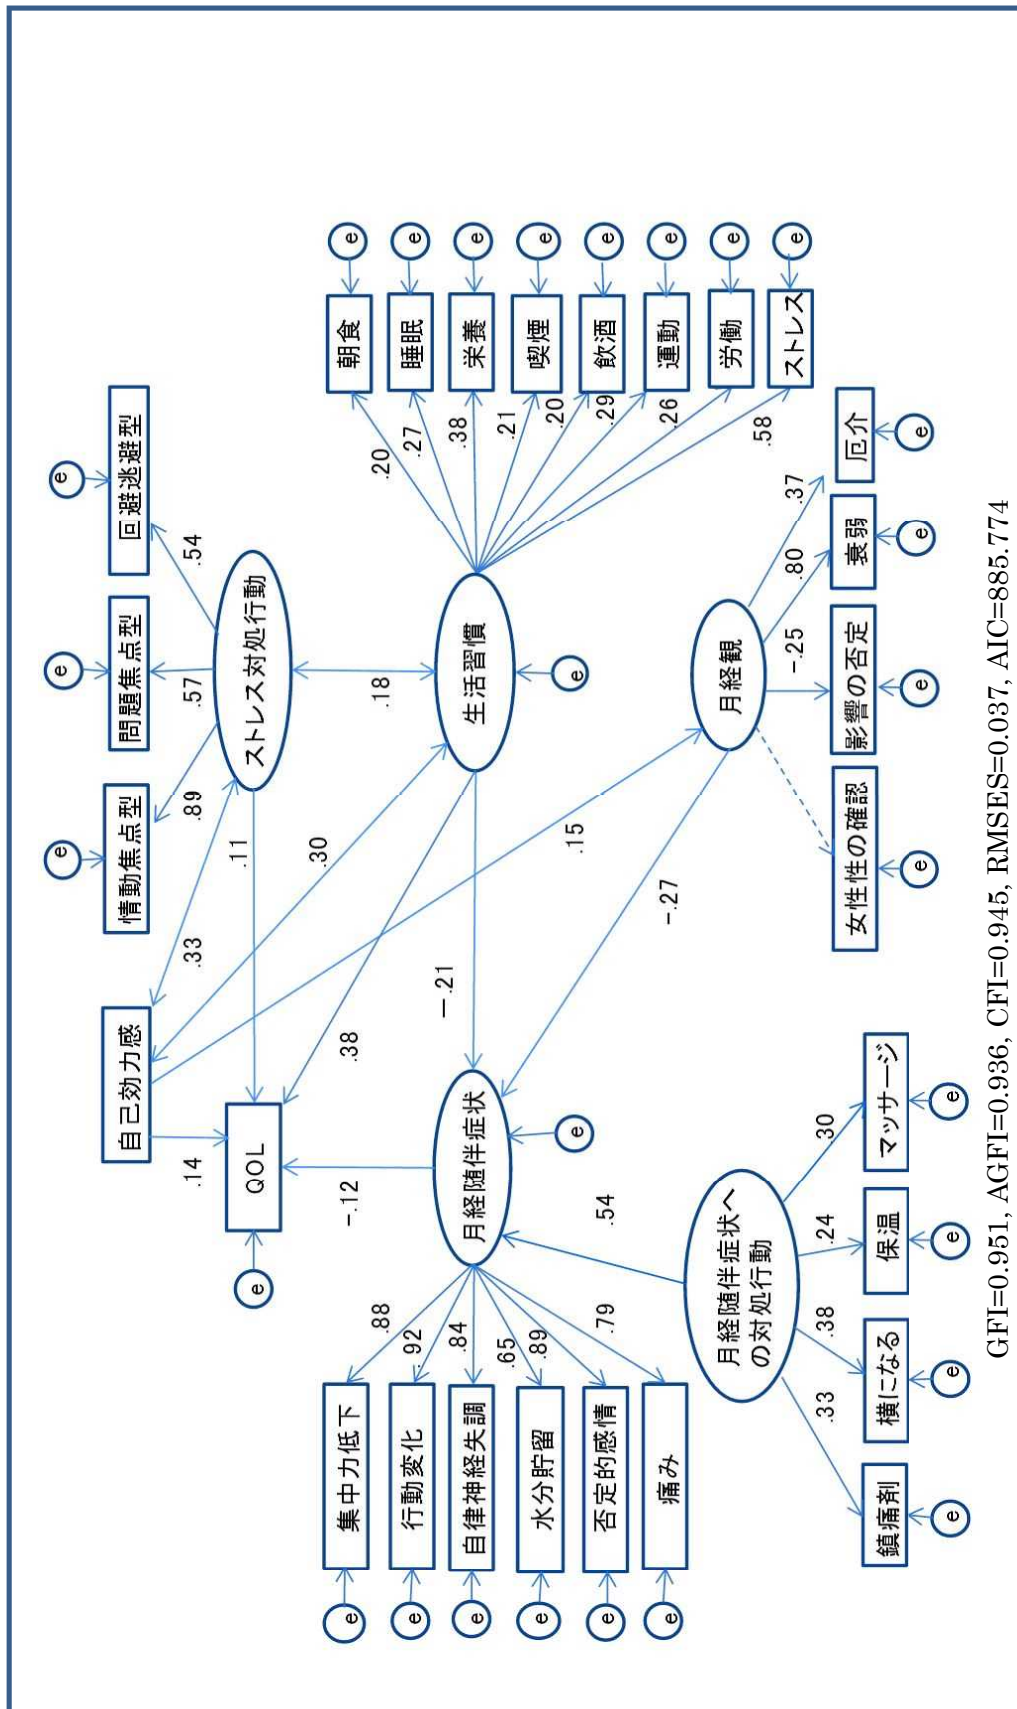 e
e
e
自己効力感
情動焦点型
問題焦点型
回避逃避型
.14
.33
.89
.57
.54
.11
e
QOL
ストレス対処行動
.30
e
集中力低下
-.12
.38
朝食
e
.88
.18
.20
e
行動変化
.92
.27
睡眠
e
―.21
e
自律神経失調
.84
月経随伴症状
生活習慣
.38
栄養
e
.65
.21
e
水分貯留
.89
.20
喫煙
e
e
.15
e
e
否定的感情
.79
.54
.29
飲酒
e
e
痛み
-.27
.26
運動
e
月経随伴症状へ
の対処行動
月経観
労働
e
.58
ストレス
e
.33
.38
.24
.30
-.25
.80
.37
鎮痛剤
横になる
保温
マッサージ
女性性の確認
影響の否定
衰弱
厄介
e
e
e
e
e
e
e
e
GFI=0.951, AGFI=0.936, CFI=0.945, RMSES=0.037, AIC=885.774